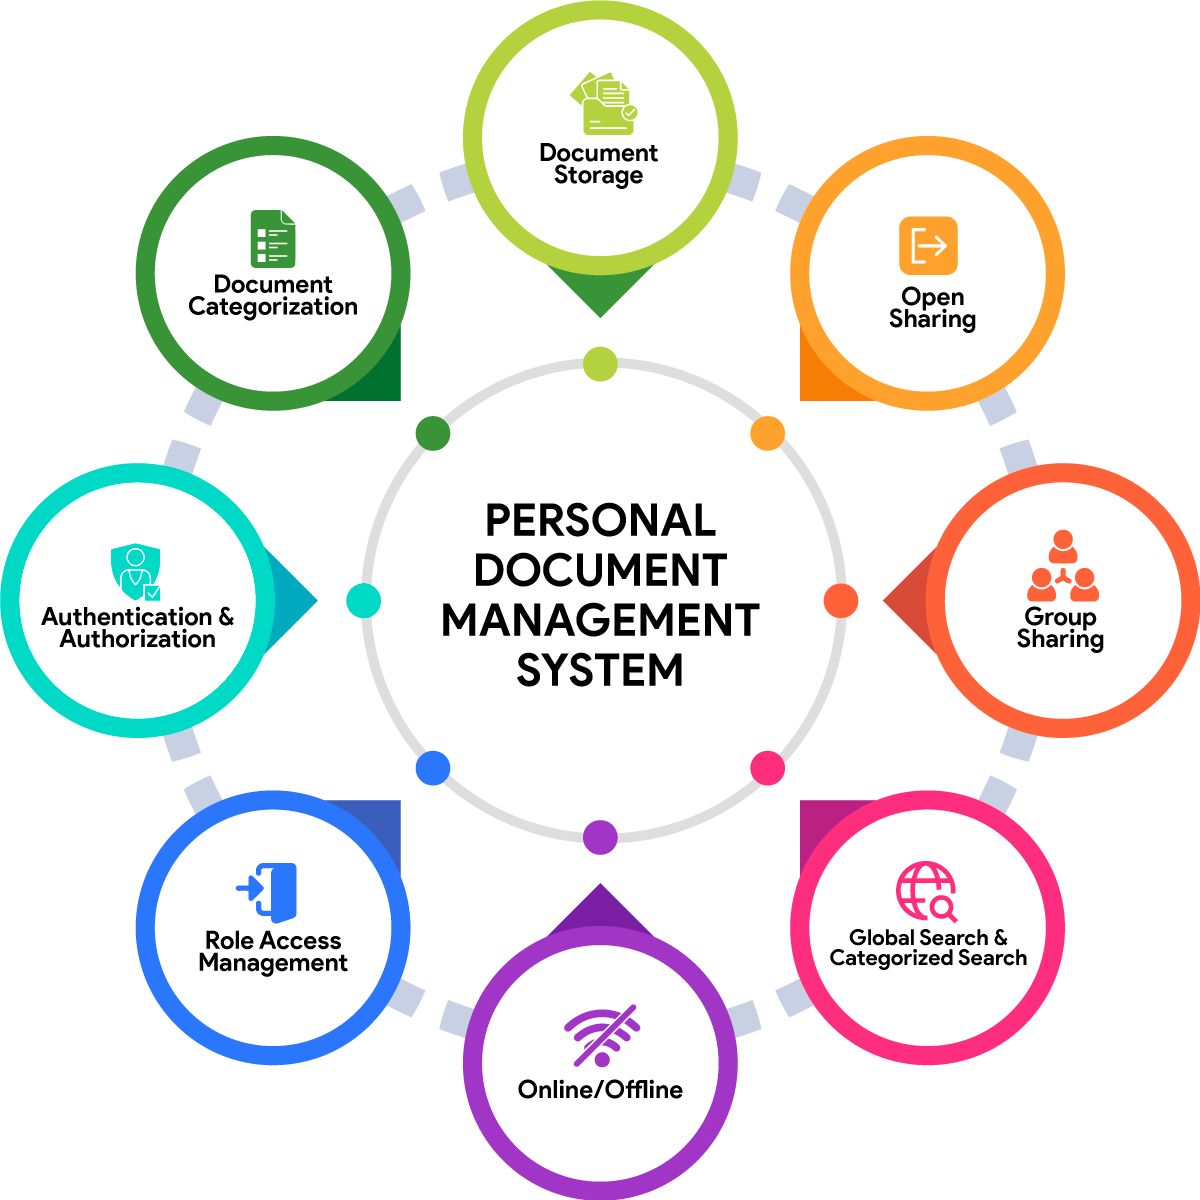 Document
Storage
Open
Sharing
Group
Sharing
Global Search &
Categorized Search
Online/Offline
Role Access
Management
Authentication &
Authorization
Document
Categorization
PERSONAL
DOCUMENT
MANAGEMENT
SYSTEM